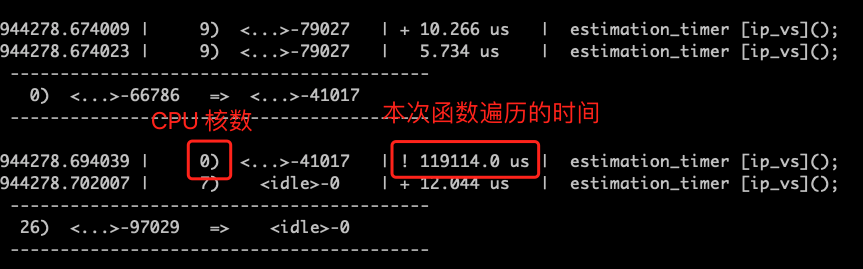 944278.674009 |     9)  <...>-79027   | + 10.266 us   |  estimation_timer [ip_vs]();
944278.674023 |     9)  <...>-79027   |   5.734 us    |  estimation_timer [ip_vs]();
------------------------------------------
0)  <...>-66786   =>  <...>-41017
------------------------------------------
CPU 核数
本次函数遍历的时间
944278.694039 |     0)  <...>-41017   | ! 119114.0 us |  estimation_timer [ip_vs]();
944278.702007 |     7)    <idle>-0    | + 12.044 us   |  estimation_timer [ip_vs]();
------------------------------------------
26)  <...>-97029   =>    <idle>-0
------------------------------------------